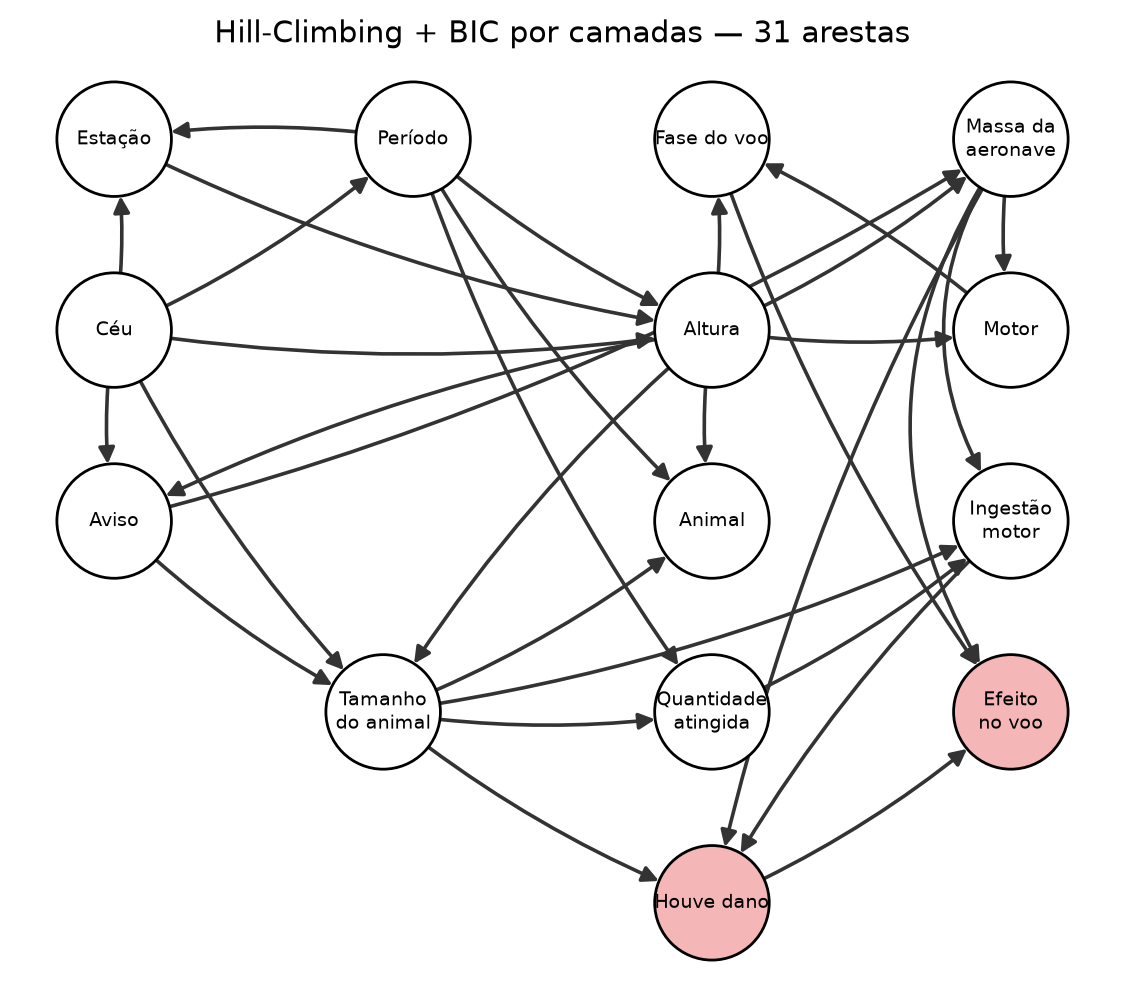 Hill-Climbing + BIC por camadas — 31 arestas
Estação
Período
Fase do voo
Massa da
aeronave
Céu
Altura
Motor
Aviso
Animal
Ingestão
motor
Tamanho
do animal
Quantidade
atingida
Efeito
no voo
Houve dano